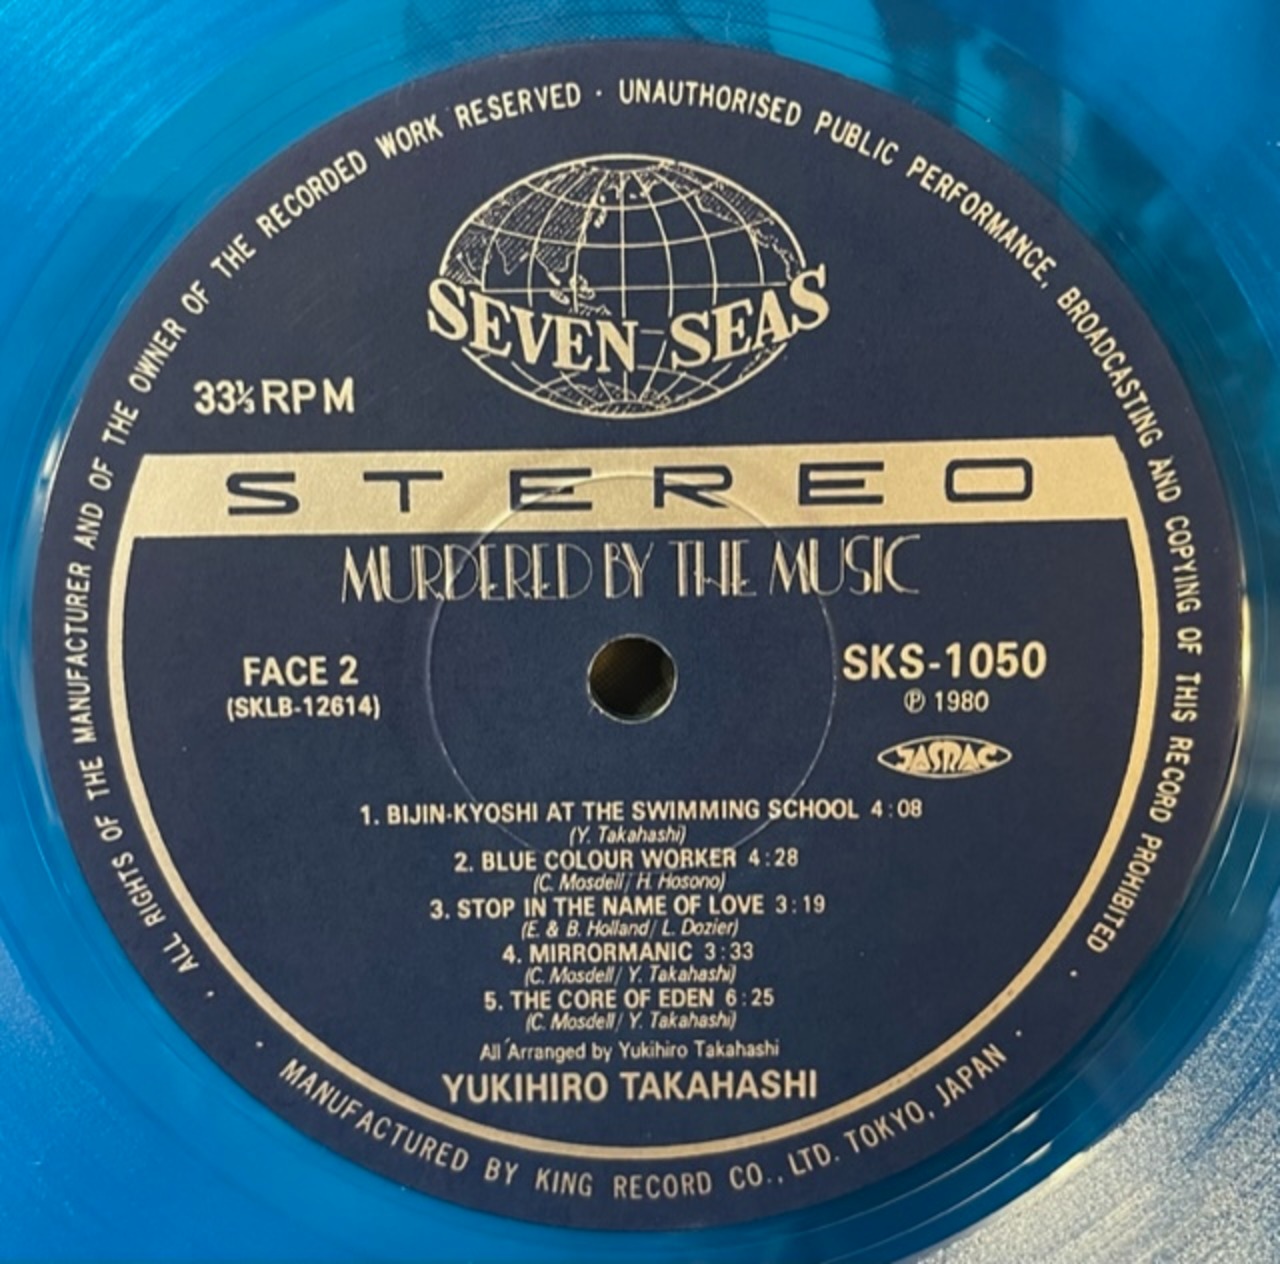 · ALL RIGHTS OF THE MANUFACTURER AND OF THE OWNER OF THE RECORDED WORK RESERVED · UNAUTHORISED PUBLIC PERFORMANCE, BROADCASTING AND COPYING OF THIS RECORD PROHIBITED ·
SEVEN SEAS
33⅓ RPM
STEREO
MURDERED BY THE MUSIC
FACE 2
(SKLB-12614)
SKS-1050
℗ 1980
JASRAC
1. BIJIN-KYOSHI AT THE SWIMMING SCHOOL 4:08
(Y. Takahashi)
2. BLUE COLOUR WORKER 4:28
(C. Mosdell/ H. Hosono)
3. STOP IN THE NAME OF LOVE 3:19
(E. & B. Holland/ L. Dozier)
4. MIRRORMANIC 3:33
(C. Mosdell/ Y. Takahashi)
5. THE CORE OF EDEN 6:25
(C. Mosdell/ Y. Takahashi)
All Arranged by Yukihiro Takahashi
YUKIHIRO TAKAHASHI
· MANUFACTURED BY KING RECORD CO., LTD. TOKYO, JAPAN ·